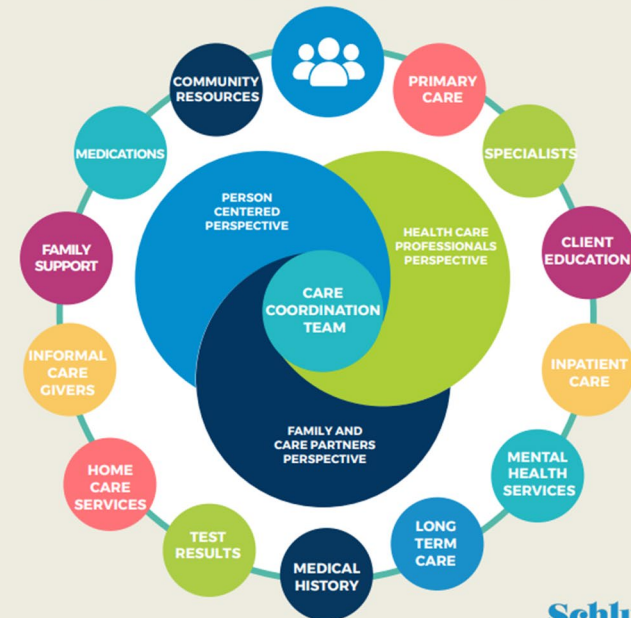 COMMUNITY
RESOURCES
PRIMARY
CARE
MEDICATIONS
SPECIALISTS
PERSON
CENTERED
PERSPECTIVE
HEALTH CARE
PROFESSIONALS
PERSPECTIVE
FAMILY
SUPPORT
CLIENT
EDUCATION
CARE
COORDINATION
TEAM
INFORMAL
CARE
GIVERS
INPATIENT
CARE
FAMILY AND
CARE PARTNERS
PERSPECTIVE
HOME
CARE
SERVICES
MENTAL
HEALTH
SERVICES
TEST
RESULTS
LONG
TERM
CARE
MEDICAL
HISTORY